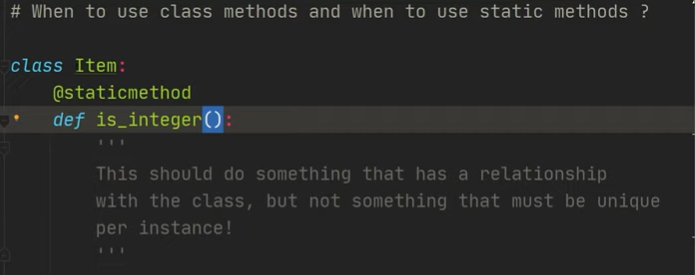 # When to use class methods and when to use static methods ?
class Item:
@staticmethod
def is_integer():
'''
This should do something that has a relationship
with the class, but not something that must be unique
per instance!
'''